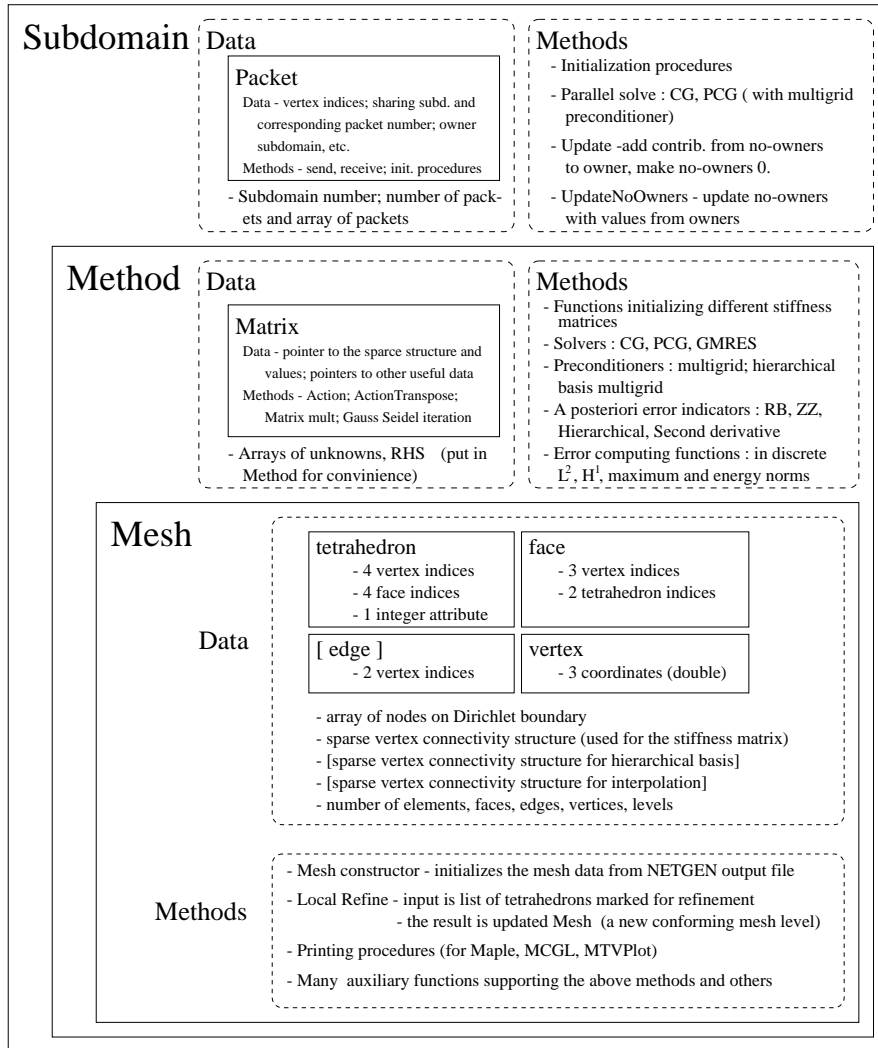 Subdomain
Data
Packet
Data - vertex indices; sharing subd. and
corresponding packet number; owner
subdomain, etc.
Methods - send, receive; init. procedures
- Subdomain number; number of pack-
ets and array of packets
Methods
- Initialization procedures
- Parallel solve : CG, PCG ( with multigrid
preconditioner)
- Update -add contrib. from no-owners
to owner, make no-owners 0.
- UpdateNoOwners - update no-owners
with values from owners
Method
Data
Matrix
Data - pointer to the sparce structure and
values; pointers to other useful data
Methods - Action; ActionTranspose;
Matrix mult; Gauss Seidel iteration
- Arrays of unknowns, RHS (put in
Method for convinience)
Methods
- Functions initializing different stiffness
matrices
- Solvers : CG, PCG, GMRES
- Preconditioners : multigrid; hierarchical
basis multigrid
- A posteriori error indicators : RB, ZZ,
Hierarchical, Second derivative
- Error computing functions : in discrete
L², H¹, maximum and energy norms
Mesh
Data
tetrahedron
- 4 vertex indices
- 4 face indices
- 1 integer attribute
face
- 3 vertex indices
- 2 tetrahedron indices
[ edge ]
- 2 vertex indices
vertex
- 3 coordinates (double)
- array of nodes on Dirichlet boundary
- sparse vertex connectivity structure (used for the stiffness matrix)
- [sparse vertex connectivity structure for hierarchical basis]
- [sparse vertex connectivity structure for interpolation]
- number of elements, faces, edges, vertices, levels
Methods
- Mesh constructor - initializes the mesh data from NETGEN output file
- Local Refine - input is list of tetrahedrons marked for refinement
- the result is updated Mesh (a new conforming mesh level)
- Printing procedures (for Maple, MCGL, MTVPlot)
- Many auxiliary functions supporting the above methods and others